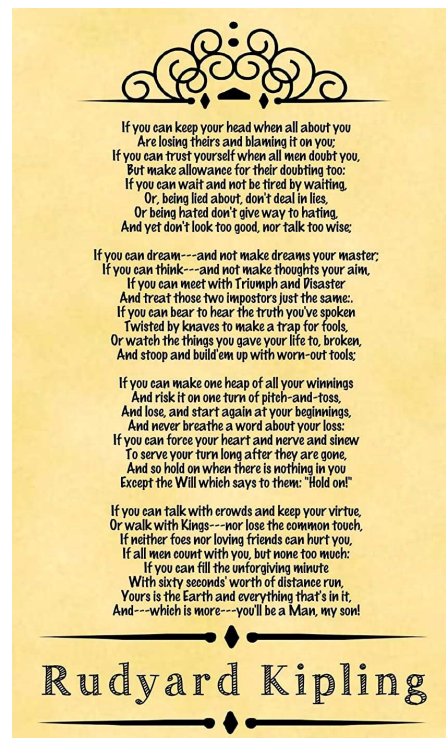 If you can keep your head when all about you
Are losing theirs and blaming it on you;
If you can trust yourself when all men doubt you,
But make allowance for their doubting too:
If you can wait and not be tired by waiting,
Or, being lied about, don't deal in lies,
Or being hated don't give way to hating,
And yet don't look too good, nor talk too wise;
If you can dream---and not make dreams your master;
If you can think---and not make thoughts your aim,
If you can meet with Triumph and Disaster
And treat those two impostors just the same:.
If you can bear to hear the truth you've spoken
Twisted by knaves to make a trap for fools,
Or watch the things you gave your life to, broken,
And stoop and build'em up with worn-out tools;
If you can make one heap of all your winnings
And risk it on one turn of pitch-and-toss,
And lose, and start again at your beginnings,
And never breathe a word about your loss:
If you can force your heart and nerve and sinew
To serve your turn long after they are gone,
And so hold on when there is nothing in you
Except the Will which says to them: "Hold on!"
If you can talk with crowds and keep your virtue,
Or walk with Kings---nor lose the common touch,
If neither foes nor loving friends can hurt you,
If all men count with you, but none too much:
If you can fill the unforgiving minute
With sixty seconds' worth of distance run,
Yours is the Earth and everything that's in it,
And---which is more---you'll be a Man, my son!
Rudyard Kipling